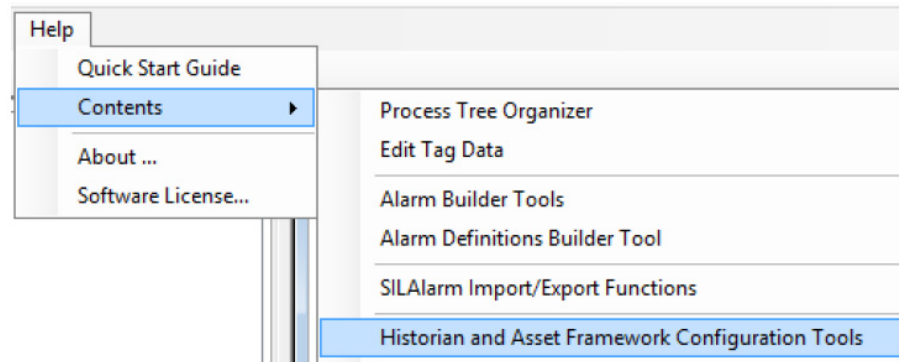 Help
Quick Start Guide
Contents
About ...
Software License...
Process Tree Organizer
Edit Tag Data
Alarm Builder Tools
Alarm Definitions Builder Tool
SILAlarm Import/Export Functions
Historian and Asset Framework Configuration Tools